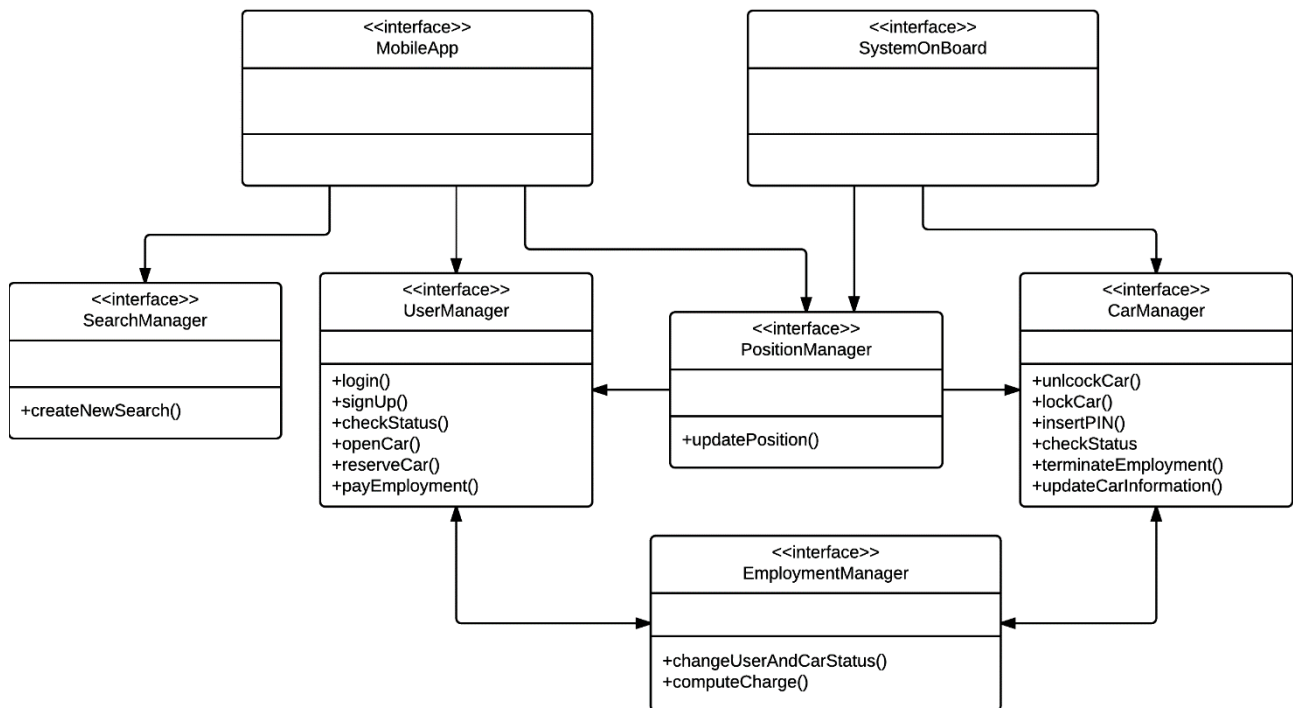 <<interface>>
MobileApp
<<interface>>
SystemOnBoard
<<interface>>
SearchManager
+createNewSearch()
<<interface>>
UserManager
+login()
+signUp()
+checkStatus()
+openCar()
+reserveCar()
+payEmployment()
<<interface>>
PositionManager
+updatePosition()
<<interface>>
CarManager
+unlcockCar()
+lockCar()
+insertPIN()
+checkStatus
+terminateEmployment()
+updateCarInformation()
<<interface>>
EmploymentManager
+changeUserAndCarStatus()
+computeCharge()